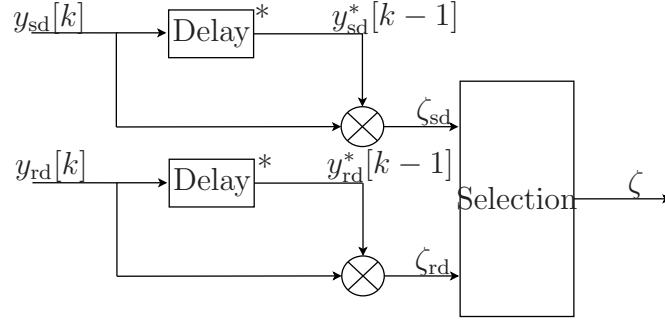 y_sd[k]
Delay
*
y*_sd[k − 1]
ζ_sd
y_rd[k]
Delay
*
y*_rd[k − 1]
Selection
ζ
ζ_rd